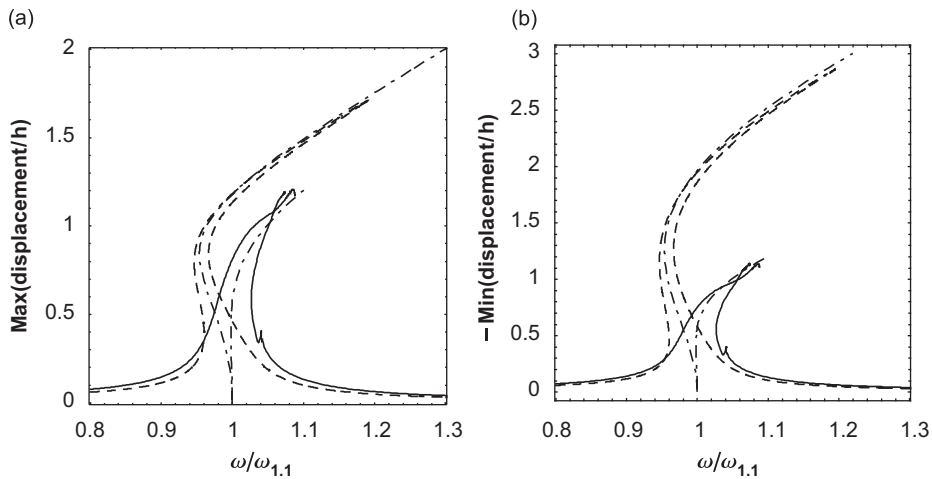 (a)
Max(displacement/h)
2
1.5
1
0.5
0
0.8 0.9 1 1.1 1.2 1.3
ω/ω1,1
(b)
– Min(displacement/h)
3
2.5
2
1.5
1
0.5
0
0.8 0.9 1 1.1 1.2 1.3
ω/ω1,1